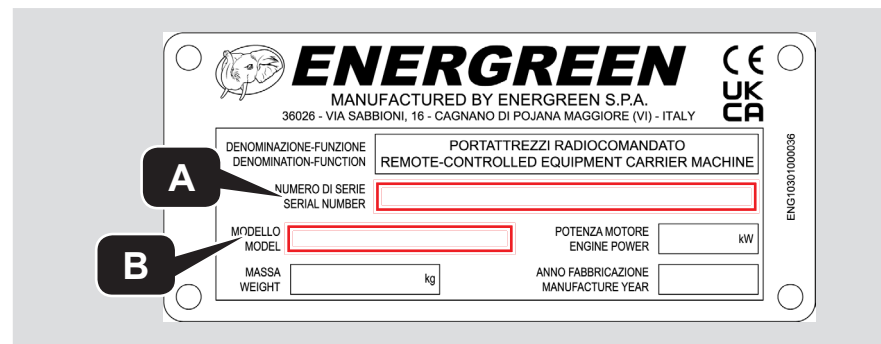 ENERGREEN
CE
UK
CA
MANUFACTURED BY ENERGREEN S.P.A.
36026 - VIA SABBIONI, 16 - CAGNANO DI POJANA MAGGIORE (VI) - ITALY
DENOMINAZIONE-FUNZIONE
DENOMINATION-FUNCTION
PORTATTREZZI RADIOCOMANDATO
REMOTE-CONTROLLED EQUIPMENT CARRIER MACHINE
A
NUMERO DI SERIE
SERIAL NUMBER
B
MODELLO
MODEL
POTENZA MOTORE
ENGINE POWER
kW
MASSA
WEIGHT
kg
ANNO FABBRICAZIONE
MANUFACTURE YEAR
ENG10301000036